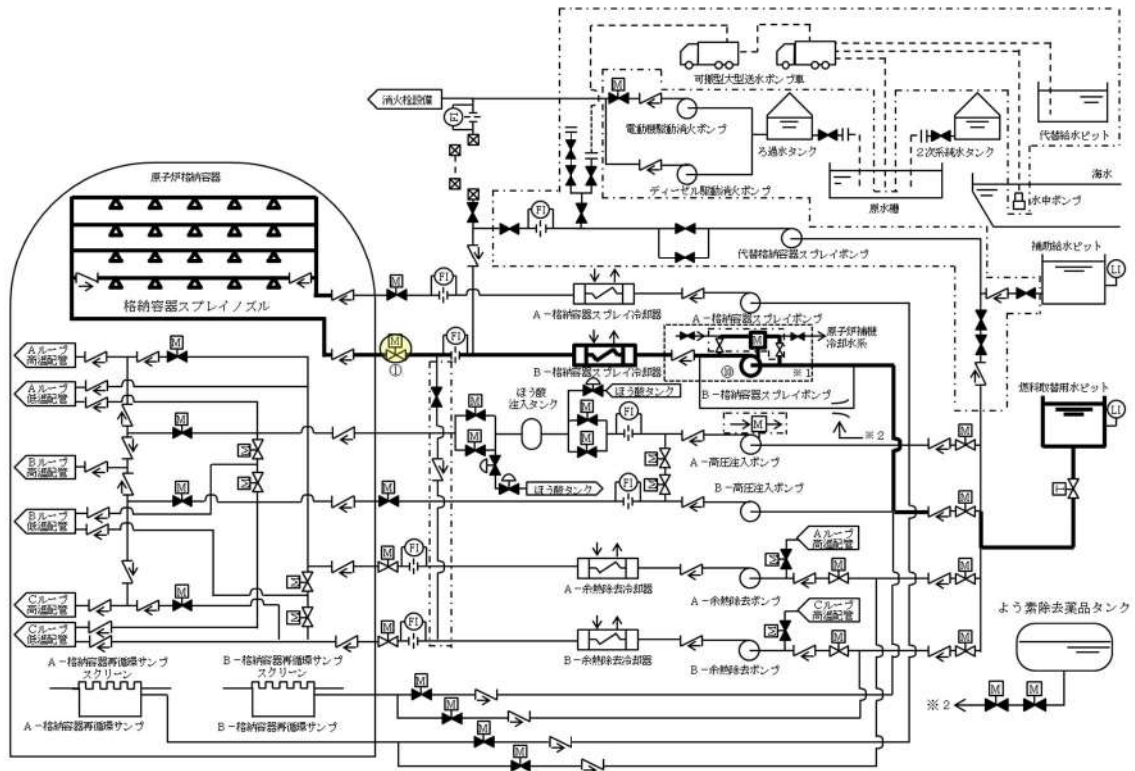 消火栓設備
FI
可搬型大型送水ポンプ車
M
電動機駆動消火ポンプ
ろ過水タンク
2次系純水タンク
代替給水ピット
ディーゼル駆動消火ポンプ
原水槽
海水
水中ポンプ
原子炉格納容器
FI
代替格納容器スプレイポンプ
補助給水ピット
LI
格納容器スプレイノズル
M
FI
A-格納容器スプレイ冷却器
A-格納容器スプレイポンプ
M
①
FI
B-格納容器スプレイ冷却器
M
原子炉補機
冷却水系
⑩
※1
B-格納容器スプレイポンプ
燃料取替用水ピット
LI
Aループ
高温配管
M
Aループ
低温配管
ほう酸
注入タンク
ほう酸タンク
M
M
FI
M
※2
A-高圧注入ポンプ
M
Bループ
高温配管
M
M
M
ほう酸タンク
FI
B-高圧注入ポンプ
M
T
Bループ
低温配管
M
M
M
FI
A-余熱除去冷却器
Aループ
高温配管
M
M
A-余熱除去ポンプ
M
Cループ
高温配管
M
Cループ
低温配管
M
M
M
FI
B-余熱除去冷却器
Cループ
高温配管
M
M
B-余熱除去ポンプ
M
よう素除去薬品タンク
M
M
※2
A-格納容器再循環サンプ
スクリーン
B-格納容器再循環サンプ
スクリーン
A-格納容器再循環サンプ
B-格納容器再循環サンプ
M
M
M
M